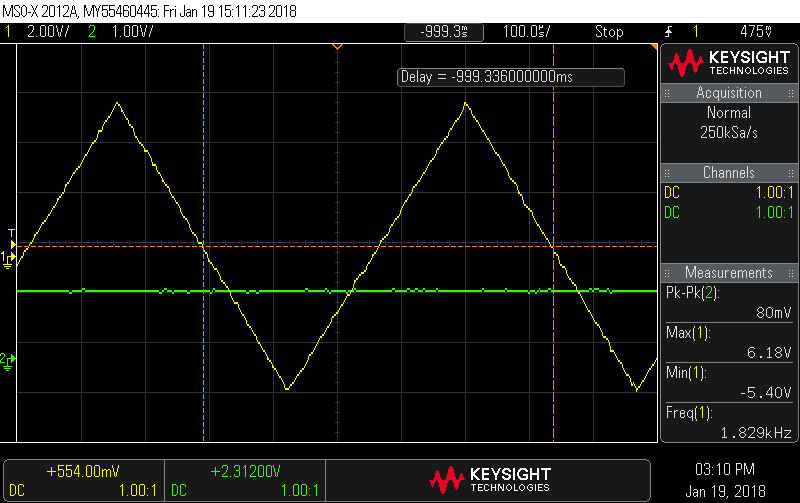 MSO-X 2012A, MY55460445: Fri Jan 19 15:11:23 2018
1 2.00V/ 2 1.00V/ -999.3ms 100.0us/ Stop 1 475mV
Delay = -999.336000000ms
KEYSIGHT
TECHNOLOGIES
Acquisition
Normal
250kSa/s
Channels
DC 1.00:1
DC 1.00:1
Measurements
Pk-Pk(2):
80mV
Max(1):
6.18V
Min(1):
-5.40V
Freq(1):
1.829kHz
T
1
2
+554.00mV
DC 1.00:1
+2.31200V
DC 1.00:1
KEYSIGHT
TECHNOLOGIES
03:10 PM
Jan 19, 2018